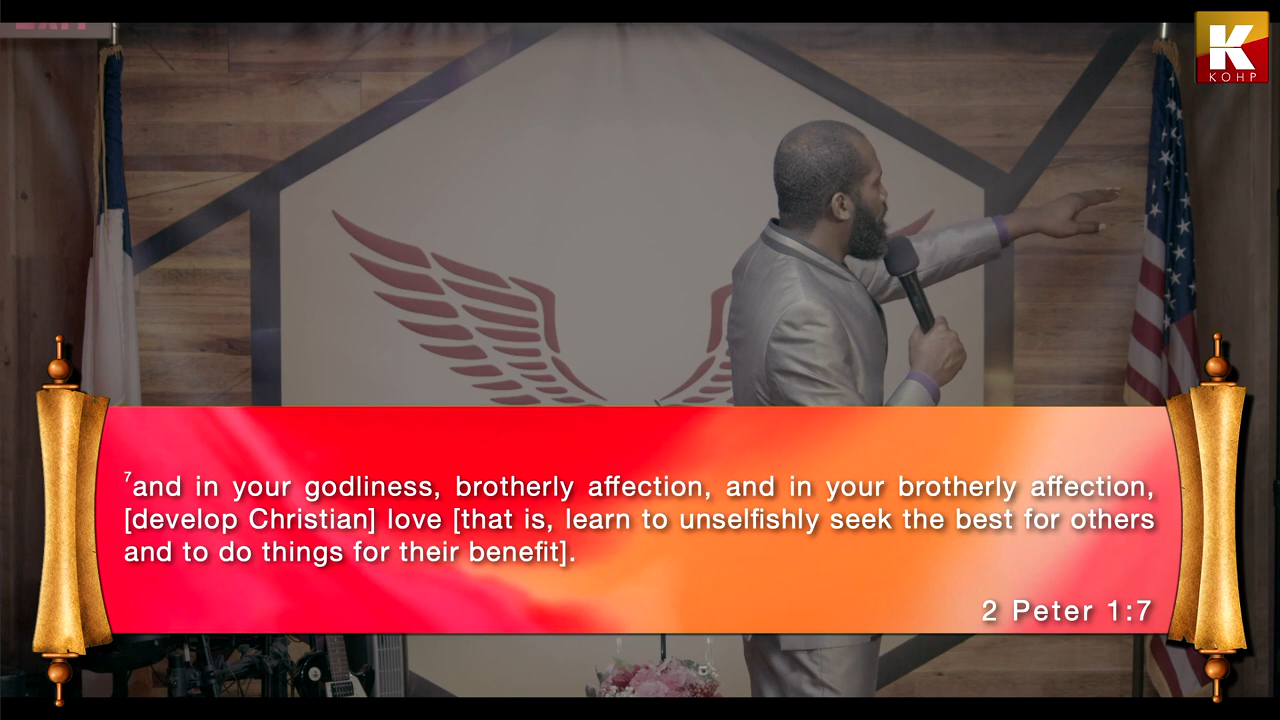 EXIT
K
KOHP
7and in your godliness, brotherly affection, and in your brotherly affection,
[develop Christian] love [that is, learn to unselfishly seek the best for others
and to do things for their benefit].
2 Peter 1:7